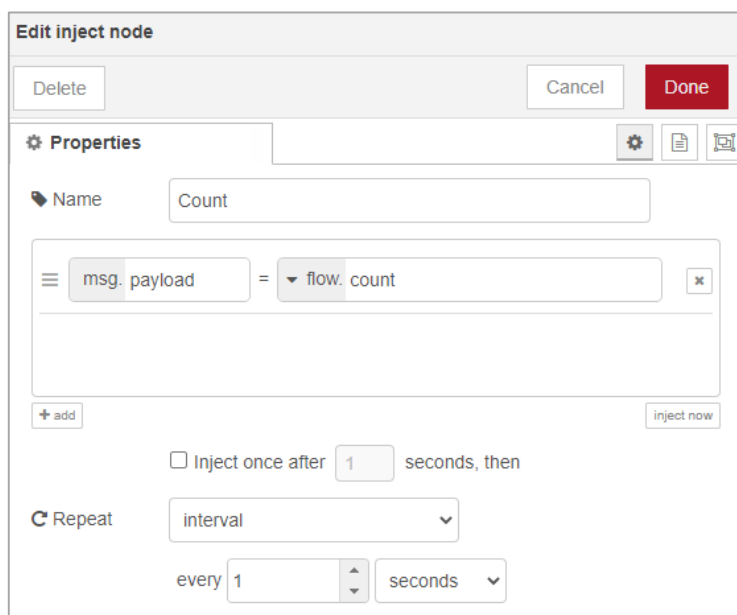 Edit inject node
Delete Cancel Done
Properties
Name Count
msg. payload = flow. count
+ add inject now
Inject once after 1 seconds, then
Repeat interval
every 1 seconds